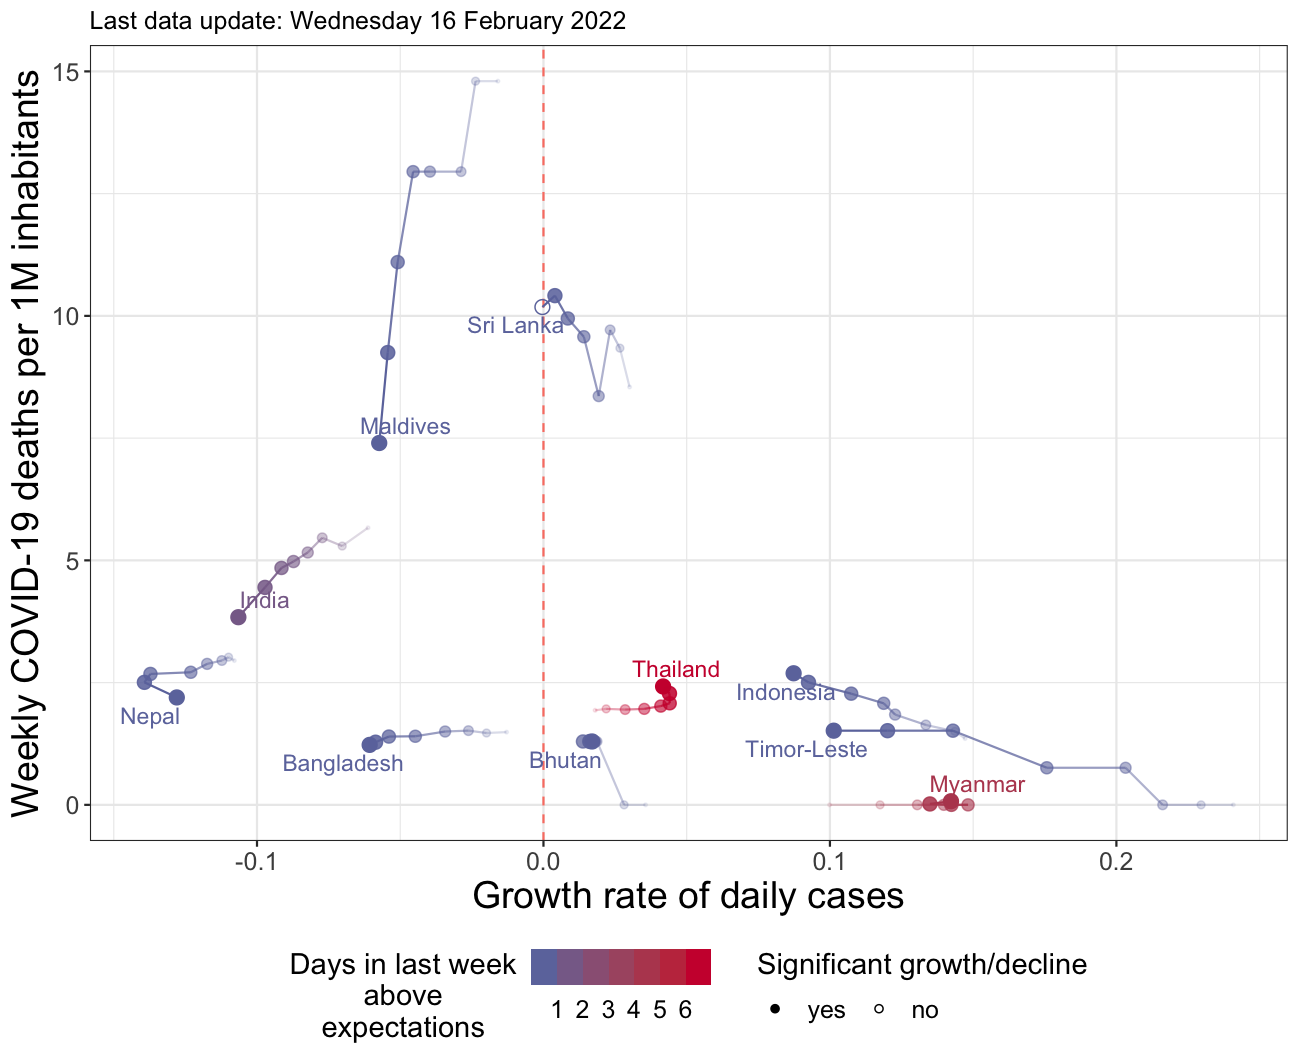 Last data update: Wednesday 16 February 2022
Weekly COVID-19 deaths per 1M inhabitants
15
10
5
0
Sri Lanka
Maldives
India
Thailand
Indonesia
Nepal
Timor-Leste
Bangladesh
Bhutan
Myanmar
-0.1 0.0 0.1 0.2
Growth rate of daily cases
Days in last week
above
expectations
1 2 3 4 5 6
Significant growth/decline
yes no